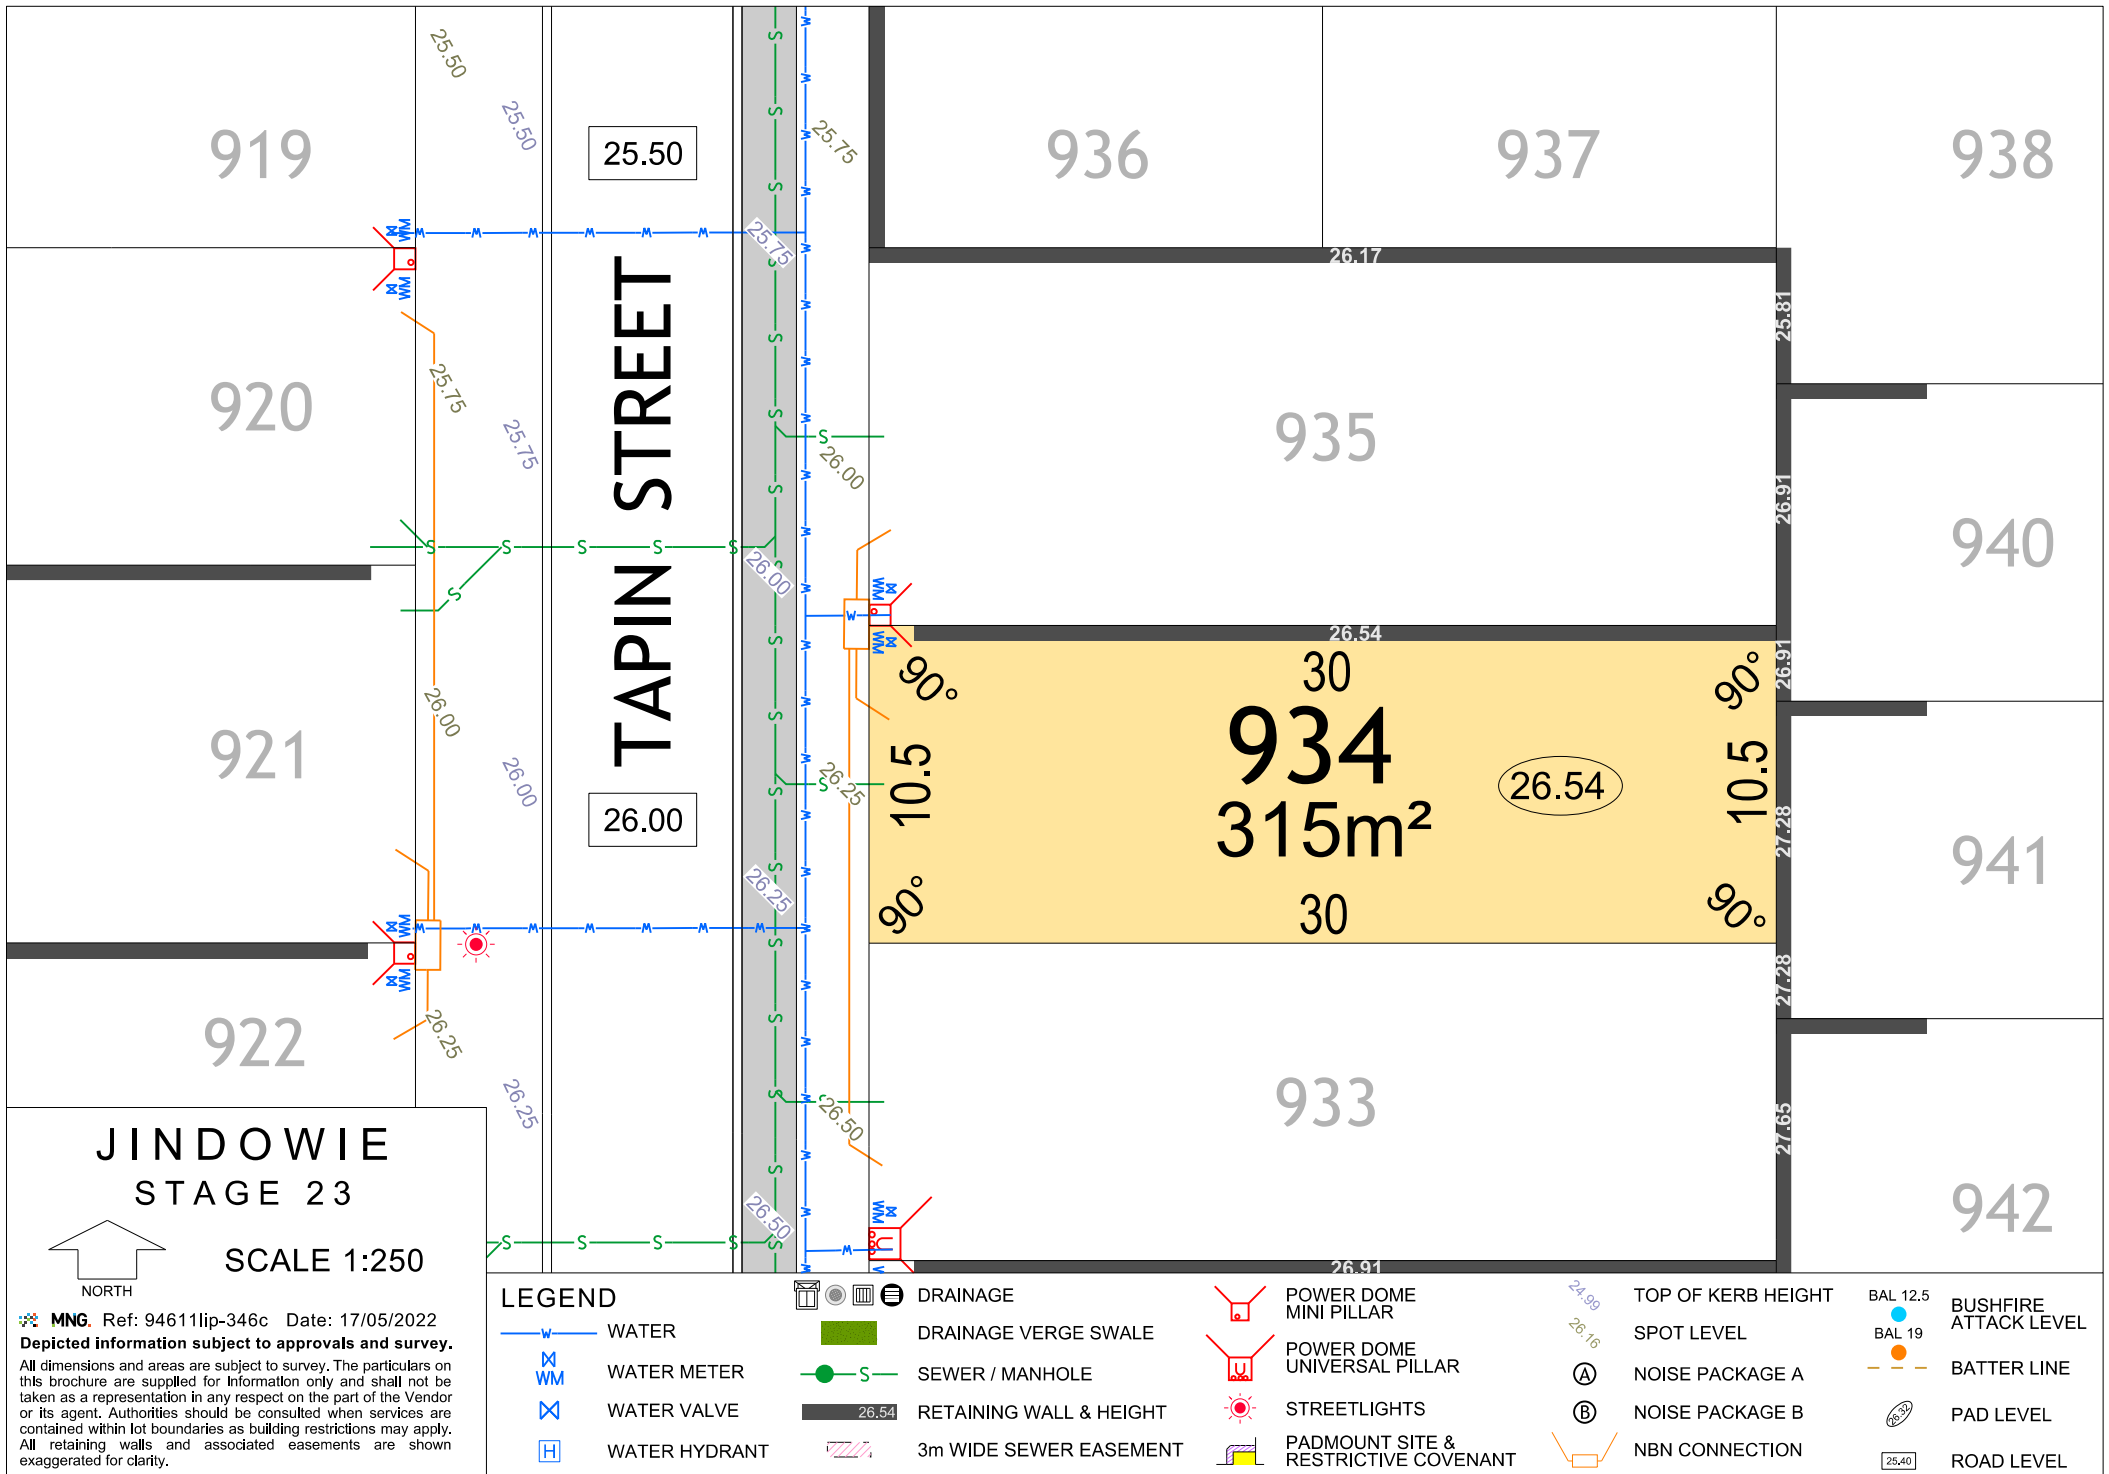 919
920
921
922
25.50
25.50
25.75
25.75
26.00
26.00
26.25
26.25
25.50
TAPIN STREET
26.00
25.75
25.75
26.00
26.00
26.25
26.25
26.50
26.50
936
937
938
26.17
25.81
935
26.91
940
26.54
26.91
90°
30
90°
934
10.5
315m²
26.54
10.5
27.28
941
90°
30
90°
27.28
933
27.65
942
26.91
JINDOWIE
STAGE 23
SCALE 1:250
NORTH
MNG. Ref: 94611lip-346c Date: 17/05/2022
Depicted information subject to approvals and survey.
All dimensions and areas are subject to survey. The particulars on
this brochure are supplied for information only and shall not be
taken as a representation in any respect on the part of the Vendor
or its agent. Authorities should be consulted when services are
contained within lot boundaries as building restrictions may apply.
All retaining walls and associated easements are shown
exaggerated for clarity.
LEGEND
W WATER
WM WATER METER
WATER VALVE
H WATER HYDRANT
DRAINAGE
DRAINAGE VERGE SWALE
S SEWER / MANHOLE
26.54 RETAINING WALL & HEIGHT
3m WIDE SEWER EASEMENT
POWER DOME
MINI PILLAR
POWER DOME
UNIVERSAL PILLAR
STREETLIGHTS
PADMOUNT SITE &
RESTRICTIVE COVENANT
24.99 TOP OF KERB HEIGHT
26.16 SPOT LEVEL
A NOISE PACKAGE A
B NOISE PACKAGE B
NBN CONNECTION
BAL 12.5
BAL 19
BUSHFIRE
ATTACK LEVEL
BATTER LINE
26.32 PAD LEVEL
25.40 ROAD LEVEL